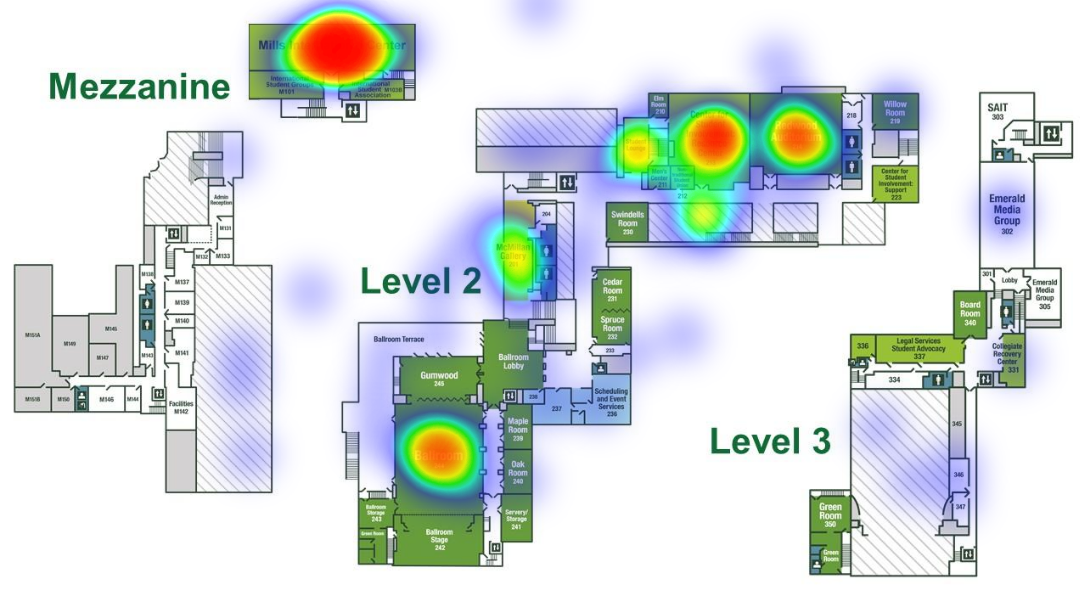 Mills Center
International
Student Group
M101
Student M103B
Association
Mezzanine
Admin
Reception
M131
M132
M133
M137
M139
M140
M141
M143
M145
M149
M147
M151A
M151B
M150
M146
M144
Facilities
M142
Level 2
Elm
Room
210
218
Willow
Room
219
Center for
Student
Involvement:
Support
223
Men's
Center
211
212
Swindells
Room
230
204
McMillan
Gallery
Cedar
Room
231
Spruce
Room
232
233
Ballroom Terrace
Ballroom
Lobby
Gumwood
245
238
237
Scheduling
and Event
Services
236
Maple
Room
239
Oak
Room
240
Servery/
Storage
241
Ballroom
Ballroom
Storage
243
Green Room
Ballroom
Stage
242
Level 3
SAIT
303
Emerald
Media
Group
302
301
Lobby
Emerald
Media
Group
305
Board
Room
340
336
Legal Services
Student Advocacy
337
Collegiate
Recovery
Center
331
334
345
346
347
Green
Room
350
Green
Room